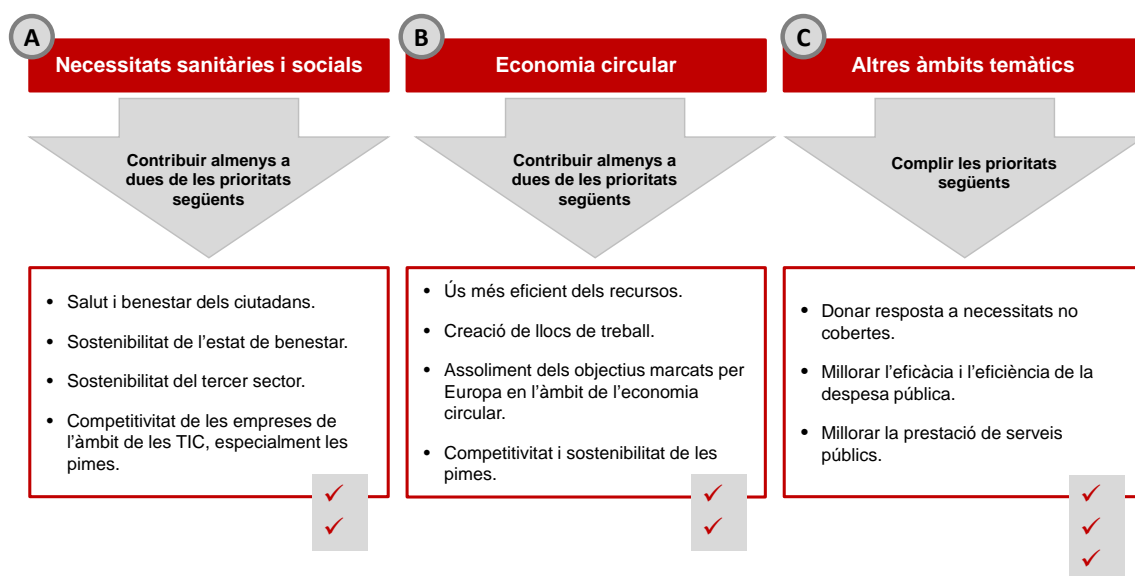 A
Necessitats sanitàries i socials
Contribuir almenys a
dues de les prioritats
següents
• Salut i benestar dels ciutadans.
• Sostenibilitat de l’estat de benestar.
• Sostenibilitat del tercer sector.
• Competitivitat de les empreses de
l’àmbit de les TIC, especialment les
pimes.
✓
✓
B
Economia circular
Contribuir almenys a
dues de les prioritats
següents
• Ús més eficient dels recursos.
• Creació de llocs de treball.
• Assoliment dels objectius marcats per
Europa en l’àmbit de l’economia
circular.
• Competitivitat i sostenibilitat de les
pimes.
✓
✓
C
Altres àmbits temàtics
Complir les prioritats
següents
• Donar resposta a necessitats no
cobertes.
• Millorar l’eficàcia i l’eficiència de la
despesa pública.
• Millorar la prestació de serveis
públics.
✓
✓
✓